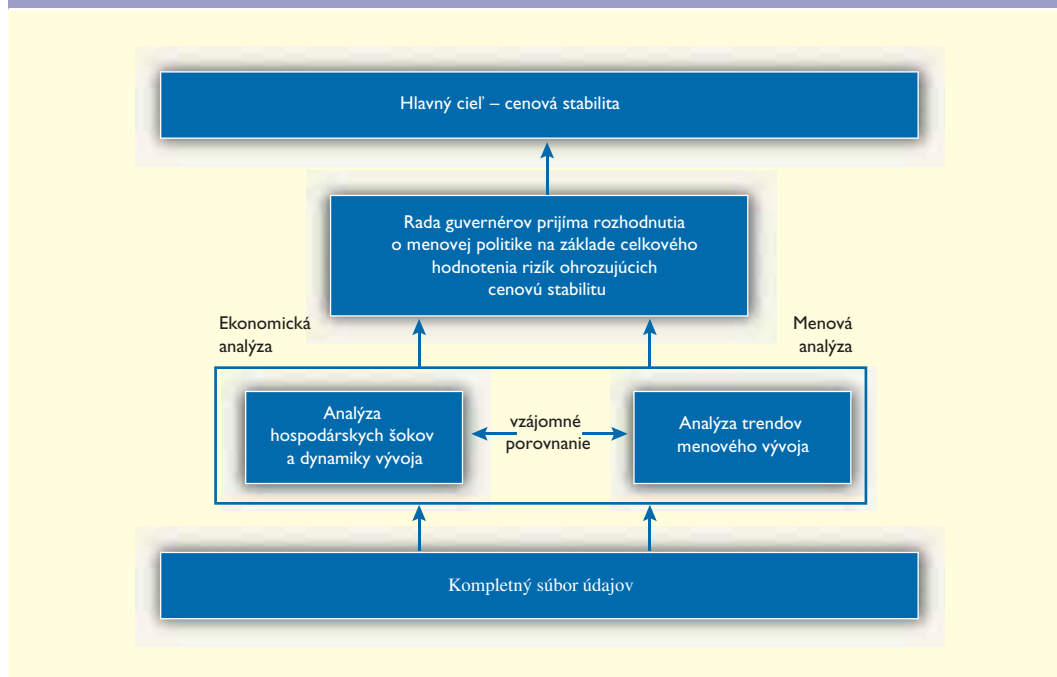 Hlavný cieľ – cenová stabilita
Rada guvernérov prijíma rozhodnutia
o menovej politike na základe celkového
hodnotenia rizík ohrozujúcich
cenovú stabilitu
Ekonomická
analýza
Menová
analýza
Analýza
hospodárskych šokov
a dynamiky vývoja
vzájomné
porovnanie
Analýza trendov
menového vývoja
Kompletný súbor údajov